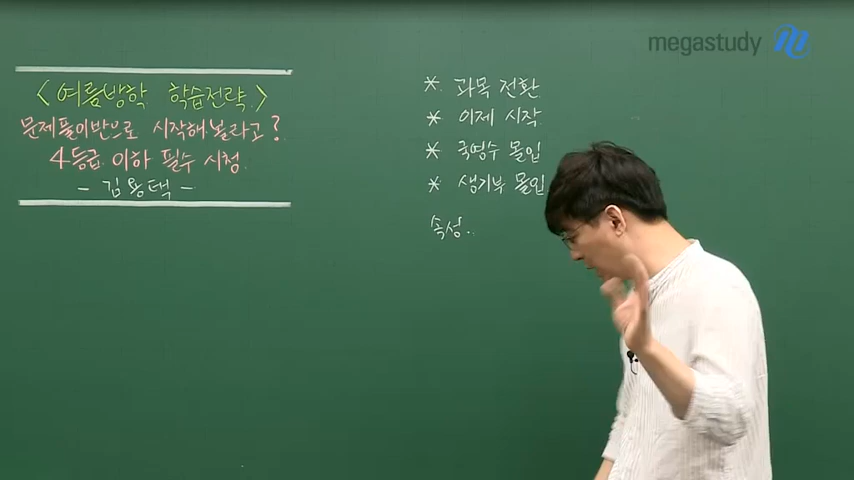 megastudy
<여름방학 학습전략>
문제풀이반으로 시작해볼라고?
4등급 이하 필수 시청
- 김용택 -
* 과목 전환
* 이제 시작
* 국영수 몰입
* 생기부 몰입
속성..